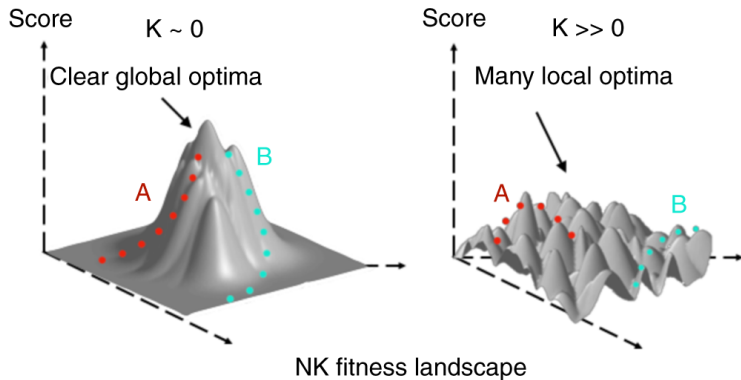 Score
K ~ 0
Clear global optima
A
B
Score
K >> 0
Many local optima
A
B
NK fitness landscape